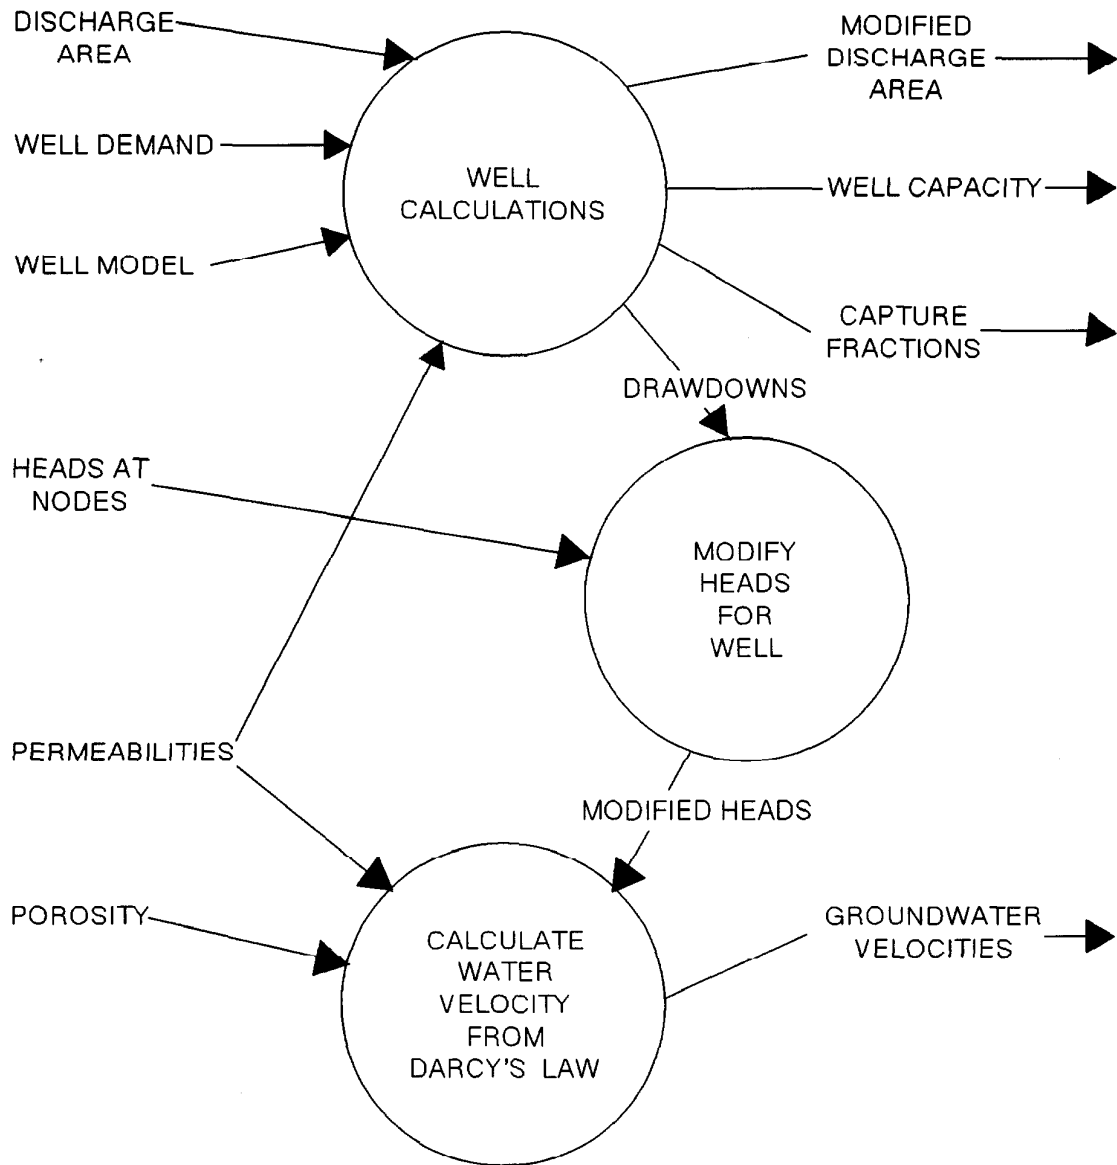 DISCHARGE
AREA
MODIFIED
DISCHARGE
AREA
WELL DEMAND
WELL
CALCULATIONS
WELL CAPACITY
WELL MODEL
CAPTURE
FRACTIONS
DRAWDOWNS
HEADS AT
NODES
MODIFY
HEADS
FOR
WELL
PERMEABILITIES
MODIFIED HEADS
POROSITY
CALCULATE
WATER
VELOCITY
FROM
DARCY'S LAW
GROUNDWATER
VELOCITIES